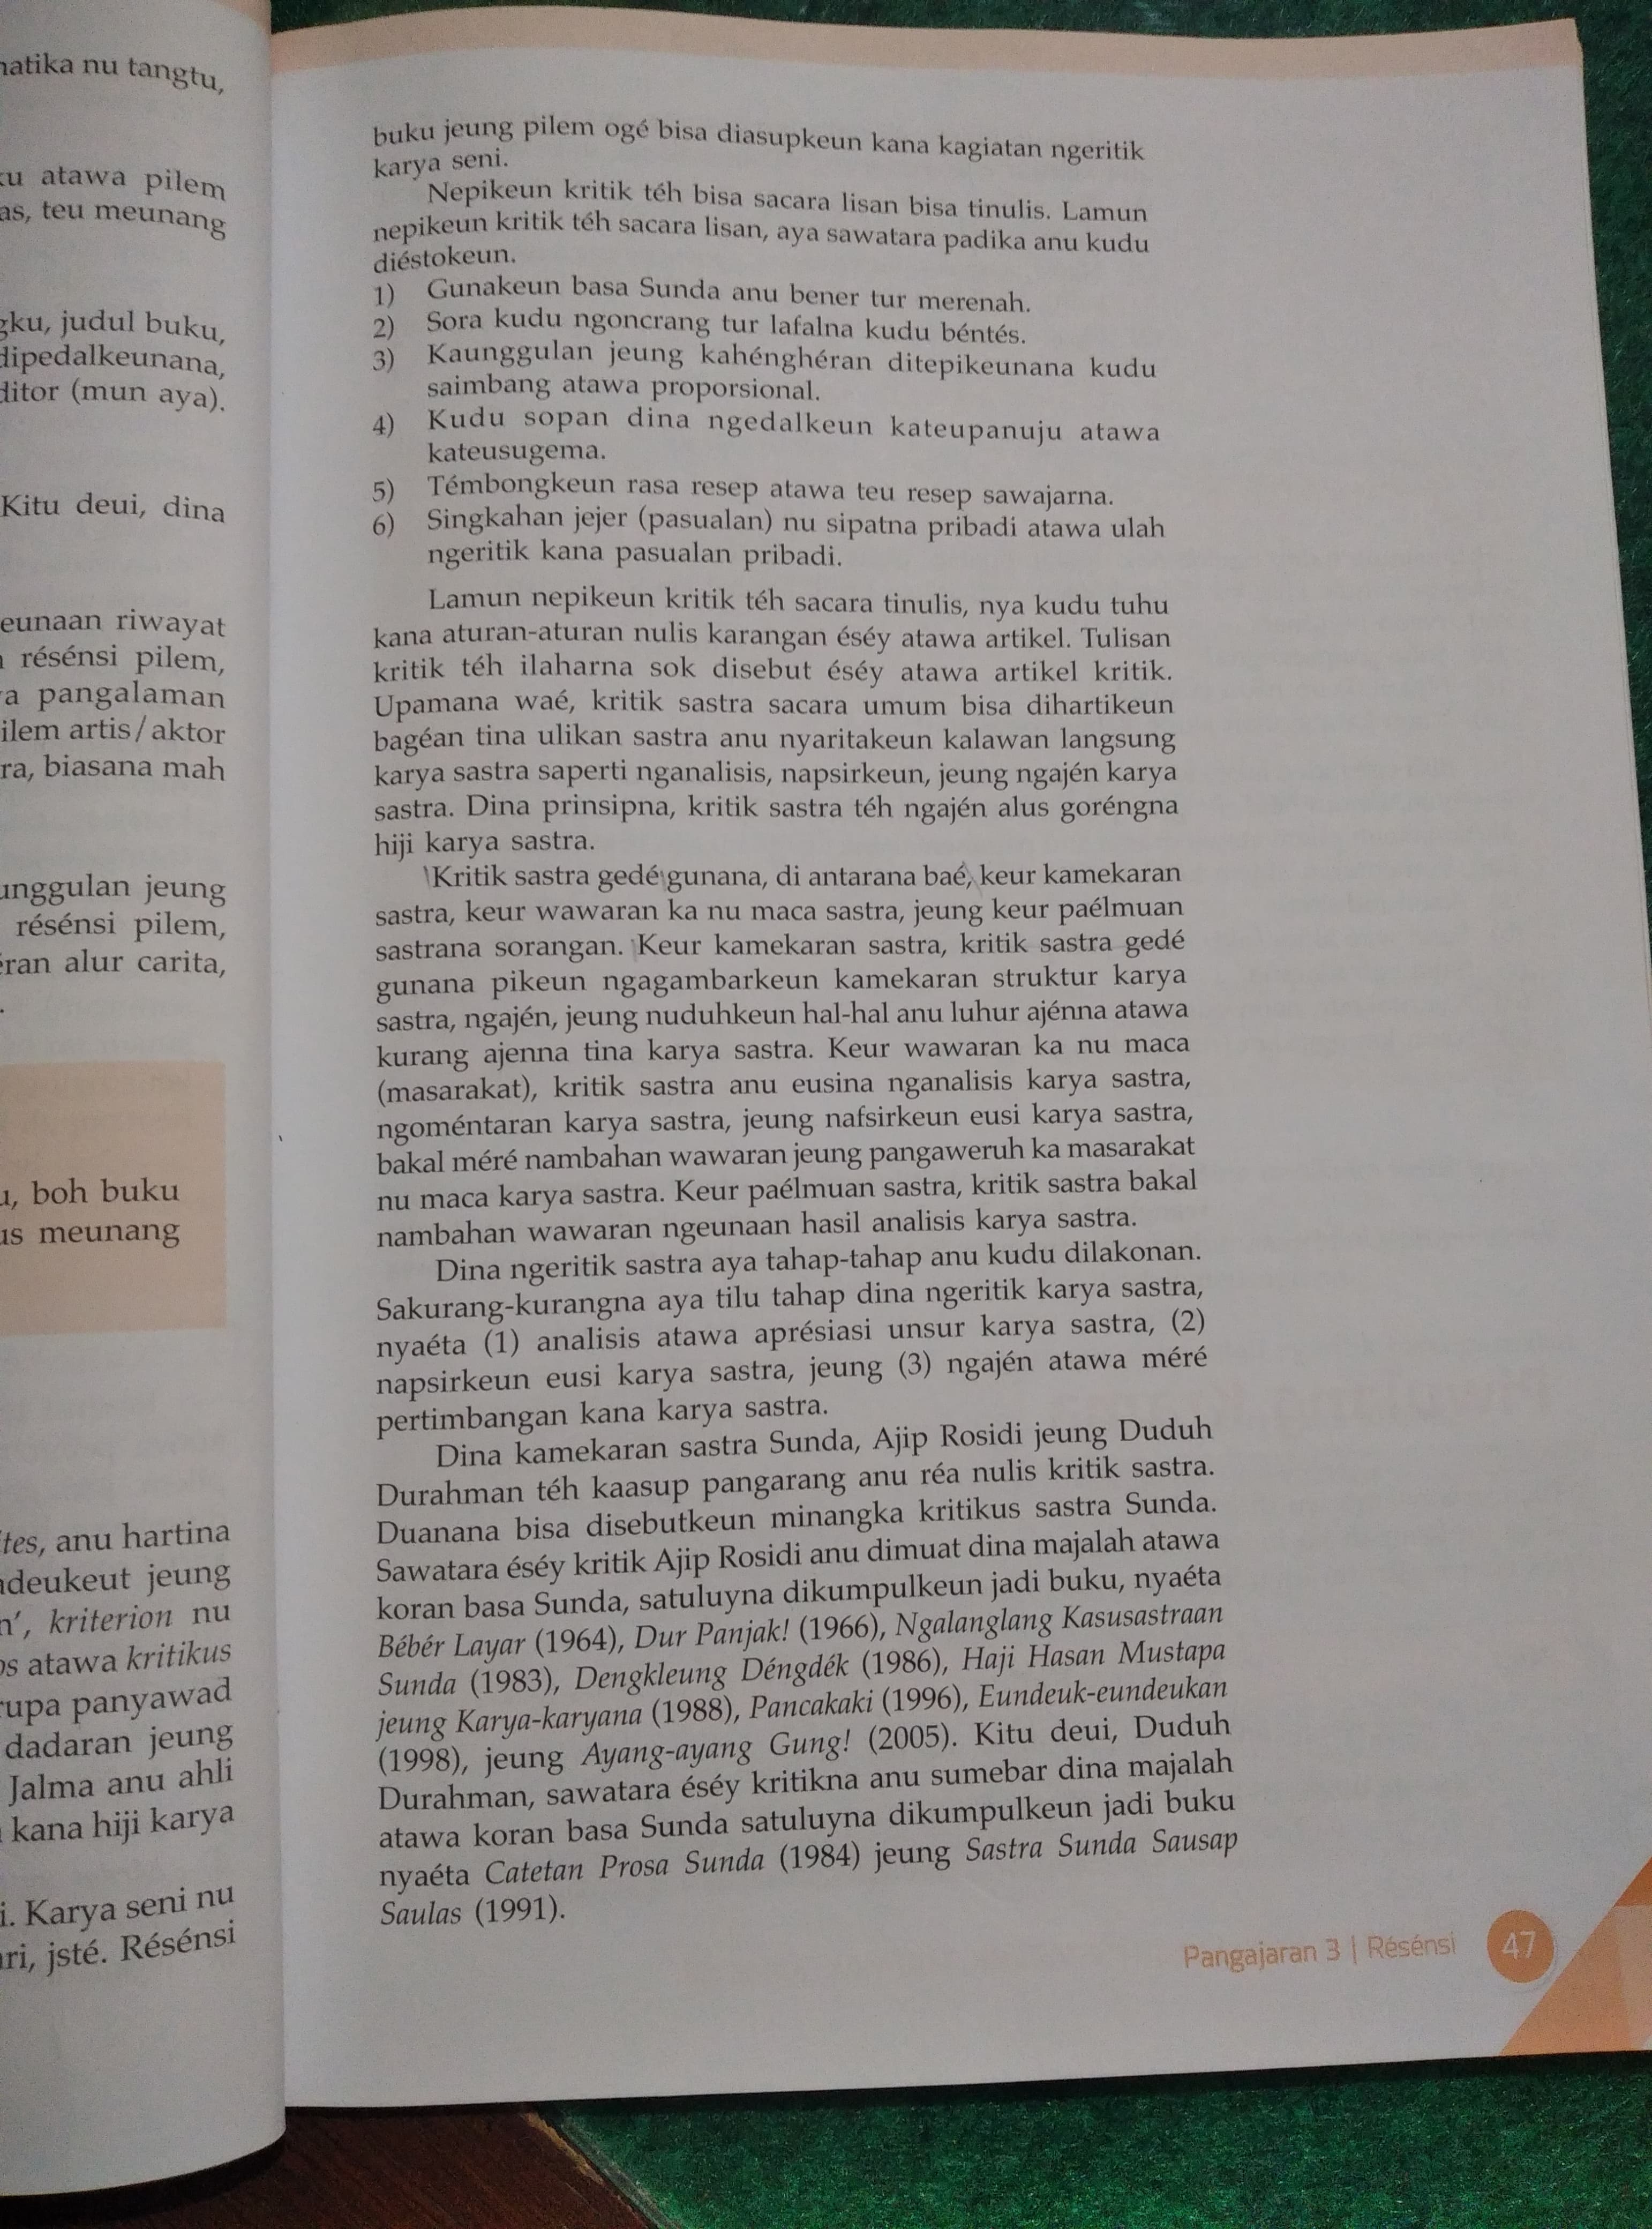 natika nu tangtu,
ku atawa pilem
as, teu meunang
gku, judul buku,
dipedalkeunana,
ditor (mun aya).
Kitu deui, dina
eunaan riwayat
résénsi pilem,
a pangalaman
ilem artis/aktor
ra, biasana mah
unggulan jeung
résénsi pilem,
éran alur carita,
u, boh buku
us meunang
ites, anu hartina
adeukeut jeung
n', kriterion nu
os atawa kritikus
rupa panyawad
dadaran jeung
Jalma anu ahli
kana hiji karya
i. Karya seni nu
ari, jsté. Résénsi
buku jeung pilem ogé bisa diasupkeun kana kagiatan ngeritik
karya seni.
Nepikeun kritik téh bisa sacara lisan bisa tinulis. Lamun
nepikeun kritik téh sacara lisan, aya sawatara padika anu kudu
diéstokeun.
1) Gunakeun basa Sunda anu bener tur merenah.
2) Sora kudu ngoncrang tur lafalna kudu béntés.
3) Kaunggulan jeung kahéngkéran ditepikeunana kudu
saimbang atawa proporsional.
4) Kudu sopan dina ngedalkeun kateupanuju atawa
kateusugema.
5) Témbongkeun rasa resep atawa teu resep sawajarna.
6) Singkahan jejer (pasualan) nu sipatna pribadi atawa ulah
ngeritik kana pasualan pribadi.
Lamun nepikeun kritik téh sacara tinulis, nya kudu tuhu
kana aturan-aturan nulis karangan éséy atawa artikel. Tulisan
kritik téh ilaharna sok disebut éséy atawa artikel kritik.
Upamana waé, kritik sastra sacara umum bisa dihartikeun
bagéan tina ulikan sastra anu nyaritakeun kalawan langsung
karya sastra saperti nganalisis, napsirkeun, jeung ngajén karya
sastra. Dina prinsipna, kritik sastra téh ngajén alus goréngna
hiji karya sastra.
Kritik sastra gedé gunana, di antarana baé, keur kamekaran
sastra, keur wawaran ka nu maca sastra, jeung keur paélmuan
sastrana sorangan. Keur kamekaran sastra, kritik sastra gedé
gunana pikeun ngagambarkeun kamekaran struktur karya
sastra, ngajén, jeung nuduhkeun hal-hal anu luhur ajénna atawa
kurang ajenna tina karya sastra. Keur wawaran ka nu maca
(masarakat), kritik sastra anu eusina nganalisis karya sastra,
ngoméntaran karya sastra, jeung nafsirkeun eusi karya sastra,
bakal méré nambahan wawaran jeung pangaweruh ka masarakat
nu maca karya sastra. Keur paélmuan sastra, kritik sastra bakal
nambahan wawaran ngeunaan hasil analisis karya sastra.
Dina ngeritik sastra aya tahap-tahap anu kudu dilakonan.
Sakurang-kurangna aya tilu tahap dina ngeritik karya sastra,
nyaéta (1) analisis atawa aprésiasi unsur karya sastra, (2)
napsirkeun eusi karya sastra, jeung (3) ngajén atawa méré
pertimbangan kana karya sastra.
Dina kamekaran sastra Sunda, Ajip Rosidi jeung Duduh
Durahman téh kaasup pangarang anu réa nulis kritik sastra.
Duanana bisa disebutkeun minangka kritikus sastra Sunda.
Sawatara éséy kritik Ajip Rosidi anu dimuat dina majalah atawa
koran basa Sunda, satuluyna dikumpulkeun jadi buku, nyaéta
Bébér Layar (1964), Dur Panjak! (1966), Ngalanglang Kasusastraan
Sunda (1983), Dengkleung Déngdék (1986), Haji Hasan Mustapa
jeung Karya-karyana (1988), Pancakaki (1996), Eundeuk-eundeukan
(1998), jeung Ayang-ayang Gung! (2005). Kitu deui, Duduh
Durahman, sawatara éséy kritikna anu sumebar dina majalah
atawa koran basa Sunda satuluyna dikumpulkeun jadi buku
nyaéta Catetan Prosa Sunda (1984) jeung Sastra Sunda Sausap
Saulas (1991).
Pangajaran 3 | Résénsi 47